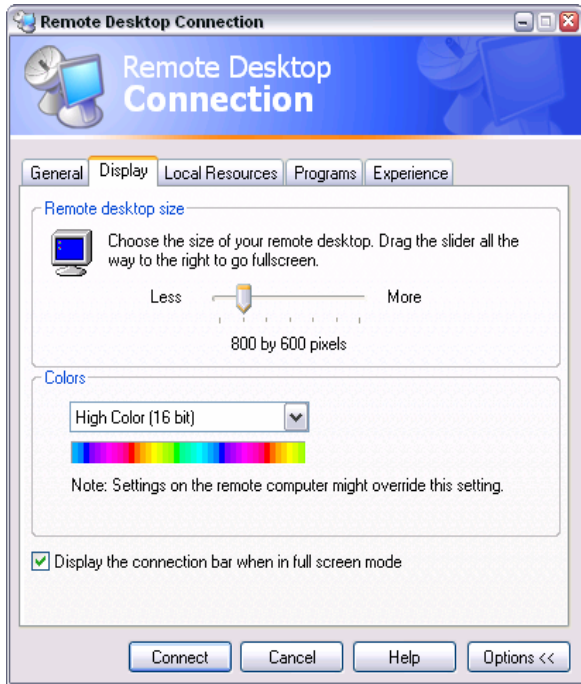 Remote Desktop Connection
Remote Desktop
Connection
General Display Local Resources Programs Experience
Remote desktop size
Choose the size of your remote desktop. Drag the slider all the
way to the right to go fullscreen.
Less More
800 by 600 pixels
Colors
High Color (16 bit)
Note: Settings on the remote computer might override this setting.
Display the connection bar when in full screen mode
Connect Cancel Help Options <<